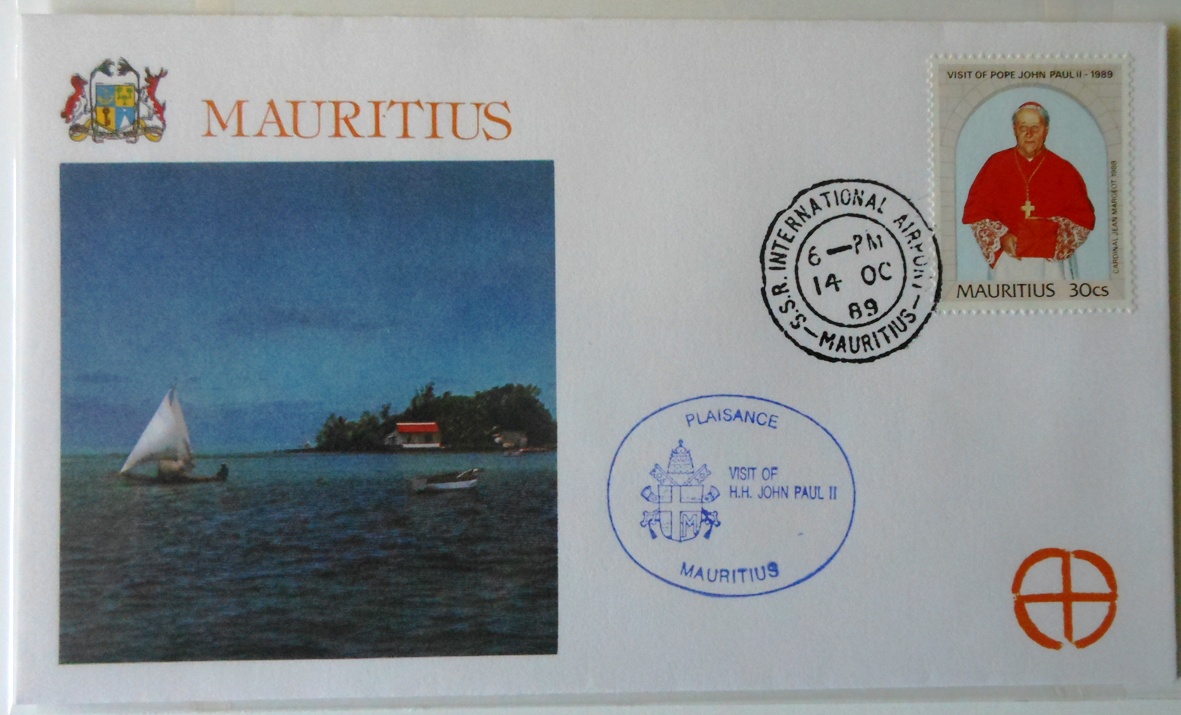 MAURITIUS
VISIT OF POPE JOHN PAUL II - 1989
CARDINAL JEAN MARGEOT 1989
MAURITIUS 30cs
S.S.R. INTERNATIONAL AIRPORT
6—PM
14 OC
89
—MAURITIUS—
PLAISANCE
VISIT OF
H.H. JOHN PAUL II
M
MAURITIUS